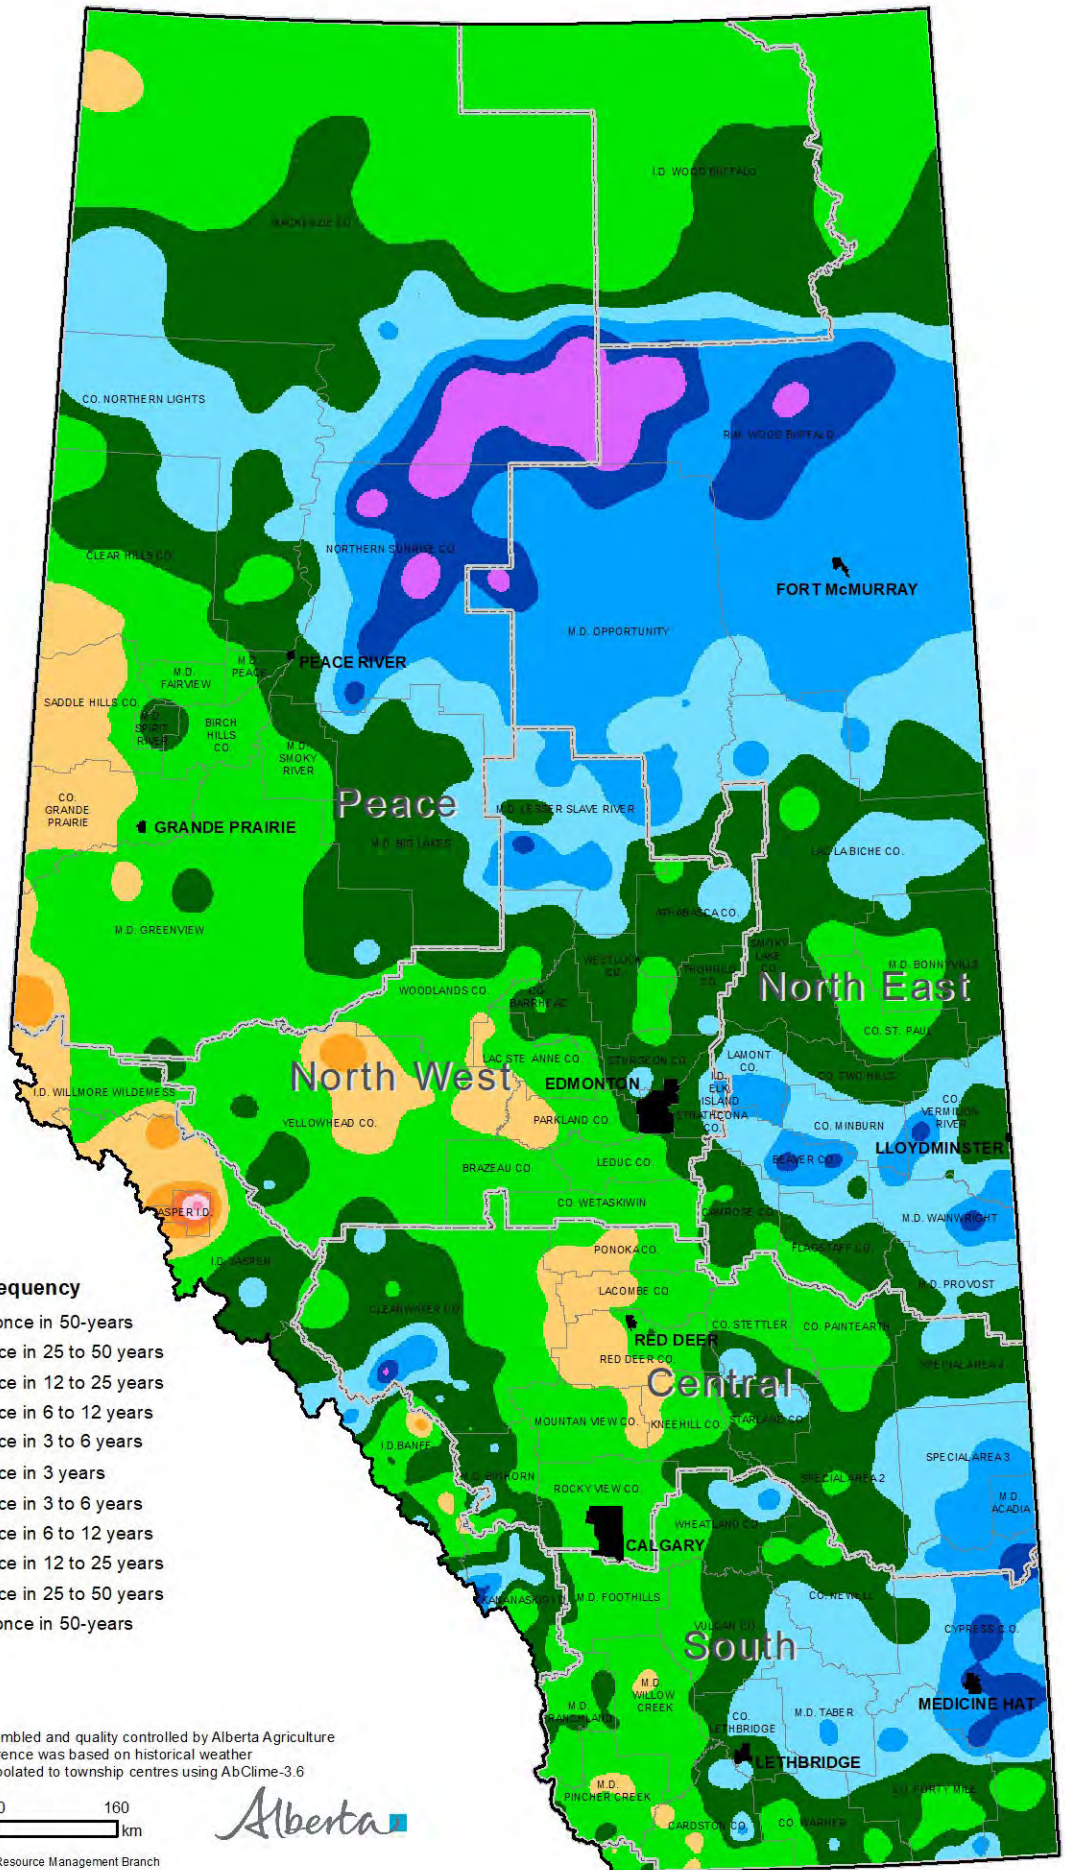 I.D. WOOD BUFFALO
MACKENZIE CO.
CO. NORTHERN LIGHTS
R.M. WOOD BUFFALO
NORTHERN SUNRISE CO.
CLEAR HILLS CO.
FORT McMURRAY
M.D. OPPORTUNITY
PEACE RIVER
M.D.
PEACE
M.D.
FAIRVIEW
SADDLE HILLS CO.
M.D.
SPIRIT
RIVER
BIRCH
HILLS
CO.
M.D.
SMOKY
RIVER
CO.
GRANDE
PRAIRIE
Peace
M.D. LESSER SLAVE RIVER
GRANDE PRAIRIE
M.D. BIG LAKES
LAC LA BICHE CO.
ATHABASCA CO.
M.D. GREENVIEW
WESTLOCK
CO.
THORHILD
CO.
SMOKY
LAKE
CO.
M.D. BONNYVILLE
North East
WOODLANDS CO.
CO.
BARRHEAD
CO. ST. PAUL
LAC STE ANNE CO.
STURGEON CO.
LAMONT
CO.
North West
EDMONTON
I.D.
ELK
ISLAND
CO. TWO HILLS
I.D. WILLMORE WILDERNESS
CO.
VERMILION
RIVER
YELLOWHEAD CO.
PARKLAND CO.
STRATHCONA
CO.
CO. MINBURN
LLOYDMINSTER
BRAZEAU CO.
LEDUC CO.
BEAVER CO.
CO. WETASKIWIN
JASPER I.D.
CAMROSE CO.
M.D. WAINWRIGHT
PONOKA CO.
FLAGSTAFF CO.
I.D. JASPER
M.D. PROVOST
LACOMBE CO
CLEARWATER CO.
CO. STETTLER
CO. PAINTEARTH
RED DEER
RED DEER CO.
SPECIAL AREA 4
Central
MOUNTAN VIEW CO.
KNEEHILL CO.
STARLAND CO.
I.D.BANFF
SPECIAL AREA 3
M.D. BIGHORN
SPECIAL AREA 2
ROCKY VIEW CO.
M.D.
ACADIA
WHEATLAND CO.
CALGARY
KANANASKIS I.D.
M.D. FOOTHILLS
CO. NEWELL
VULCAN CO.
CYPRESS CO.
South
M.D.
WILLOW
CREEK
M.D.
RANCHLAND
MEDICINE HAT
CO.
LETHBRIDGE
M.D. TABER
LETHBRIDGE
M.D.
PINCHER CREEK
CO. FORTY MILE
CARDSTON CO.
CO. WARNER
equency
once in 50-years
ce in 25 to 50 years
ce in 12 to 25 years
ce in 6 to 12 years
ce in 3 to 6 years
ce in 3 years
ce in 3 to 6 years
ce in 6 to 12 years
ce in 12 to 25 years
ce in 25 to 50 years
once in 50-years
mbled and quality controlled by Alberta Agriculture
rence was based on historical weather
polated to township centres using AbClime-3.6
0 160
km
Alberta
Resource Management Branch